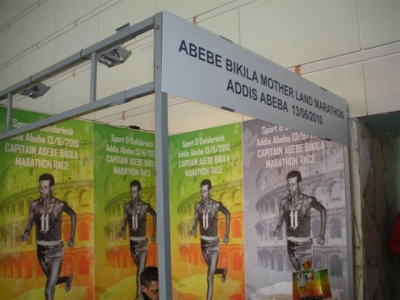 ABEBE BIKILA MOTHER LAND MARATHON
ADDIS ABEBA 13/06/2010
Sport & Solidarietà
Addis Abeba 13/6/2010
CAPITAIN ABEBE BIKILA
MARATHON RACE
11
Sport & Solidarietà
Addis Abeba 13/6/2010
CAPITAIN ABEBE BIKILA
MARATHON RACE
11
Sport & Solidarietà
Addis Abeba 13/6/2010
CAPITAIN ABEBE BIKILA
MARATHON RACE
11
Sport & Solidarietà
Addis Abeba 13/6/2010
CAPITAIN ABEBE BIKILA
MARATHON RACE
11